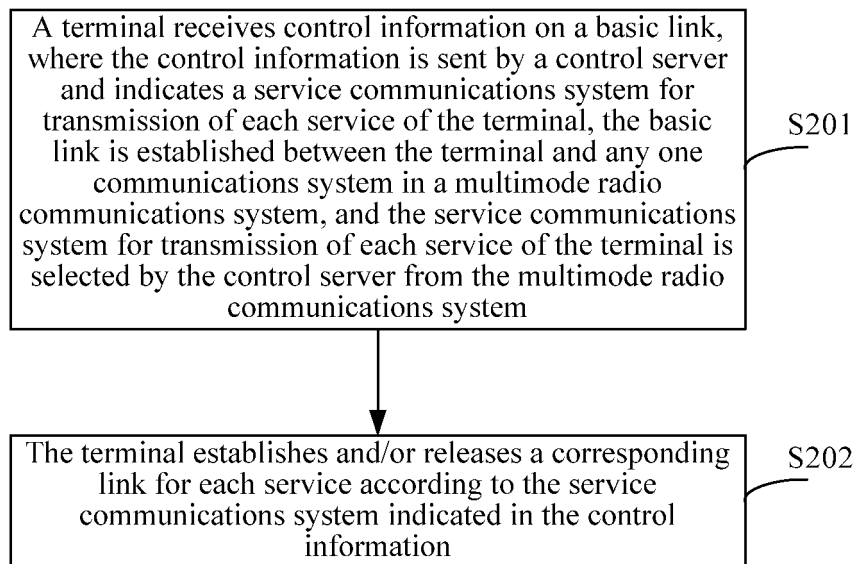 A terminal receives control information on a basic link,
where the control information is sent by a control server
and indicates a service communications system for
transmission of each service of the terminal, the basic
link is established between the terminal and any one
communications system in a multimode radio
communications system, and the service communications
system for transmission of each service of the terminal is
selected by the control server from the multimode radio
communications system
S201
The terminal establishes and/or releases a corresponding
link for each service according to the service
communications system indicated in the control
information
S202